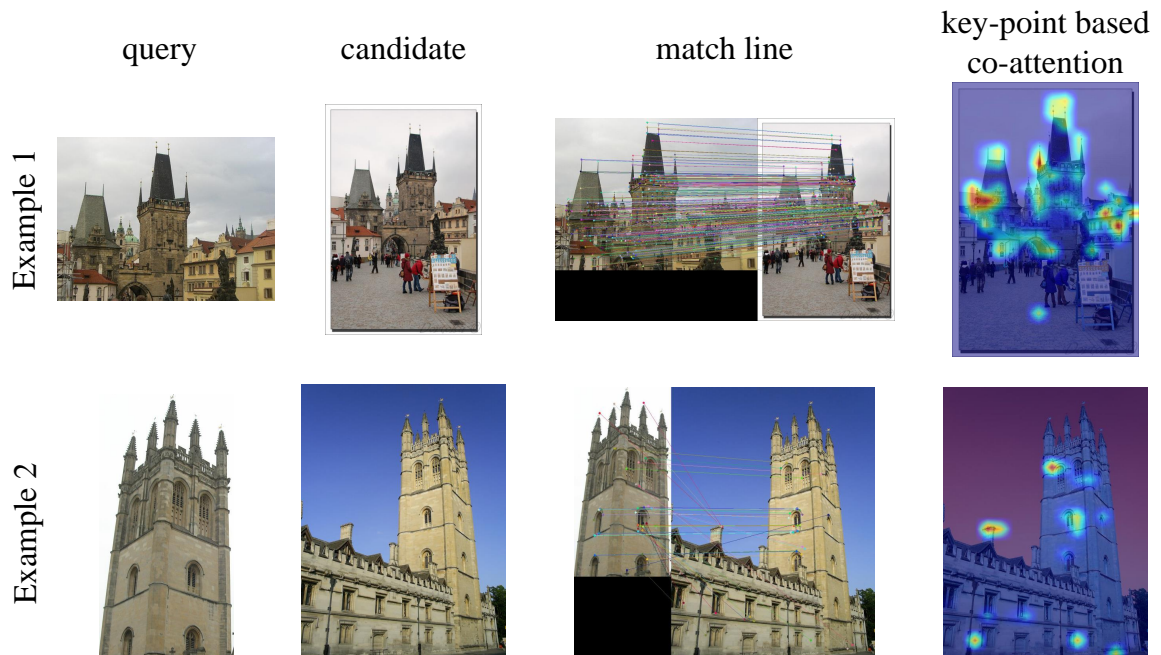 query
candidate
match line
key-point based
co-attention
Example 1
Example 2